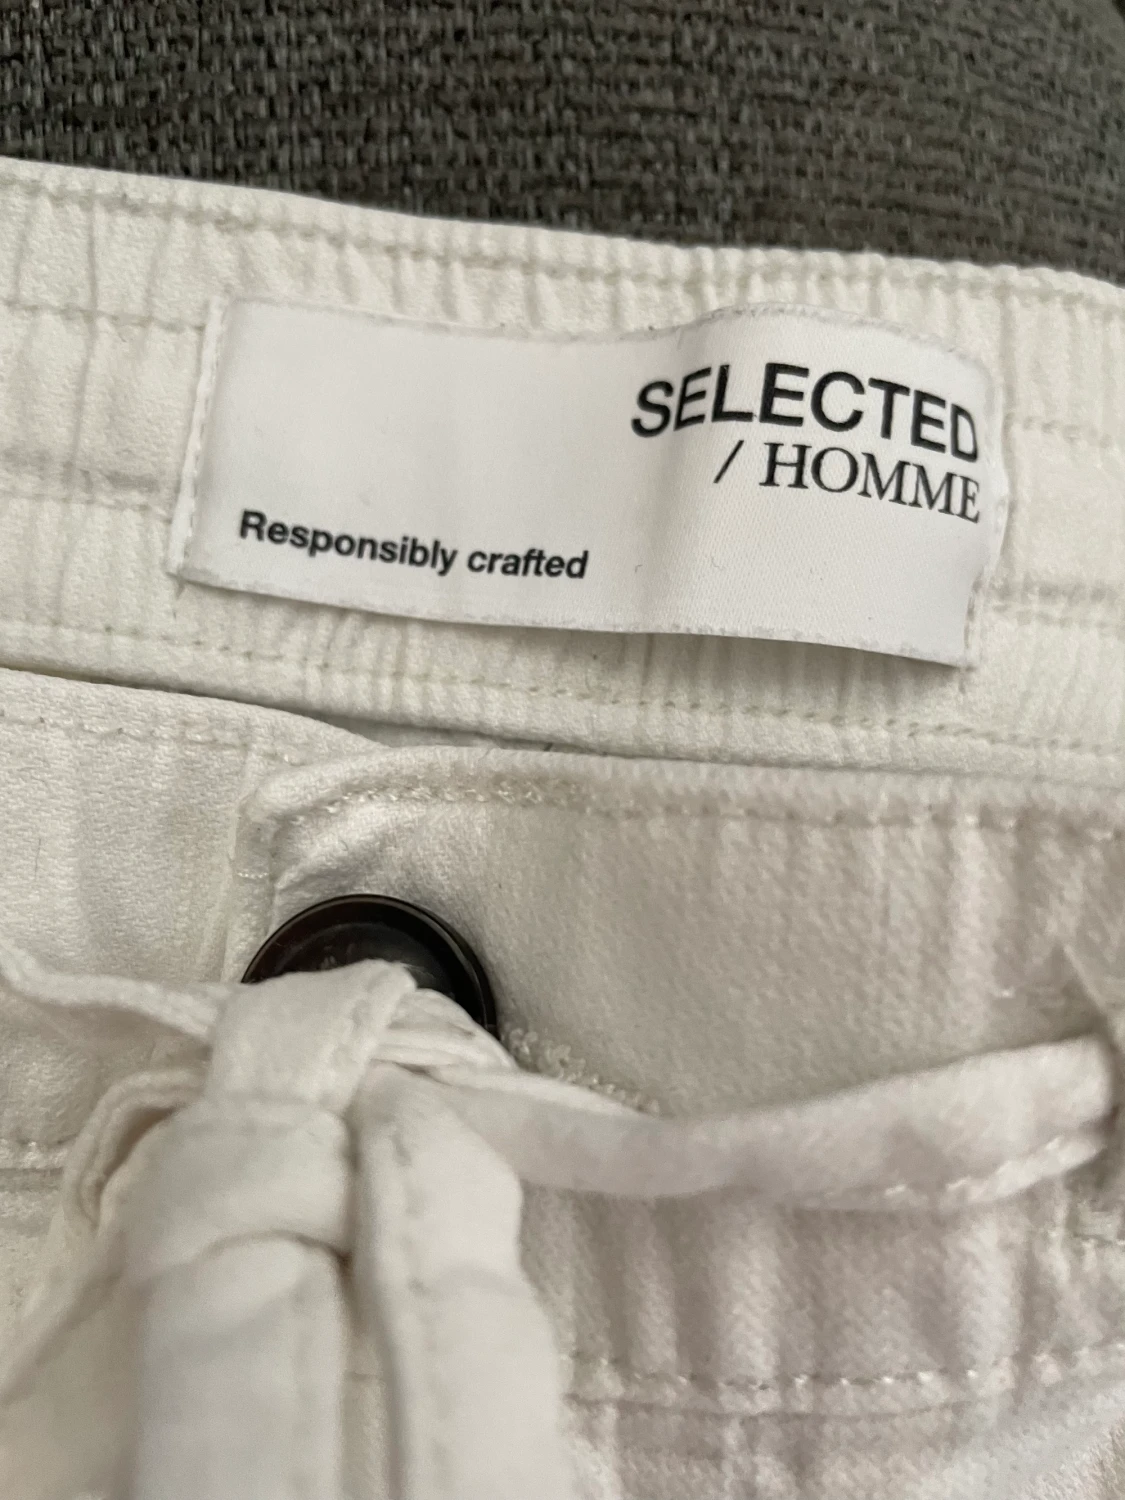 SELECTED
/ HOMME
Responsibly crafted